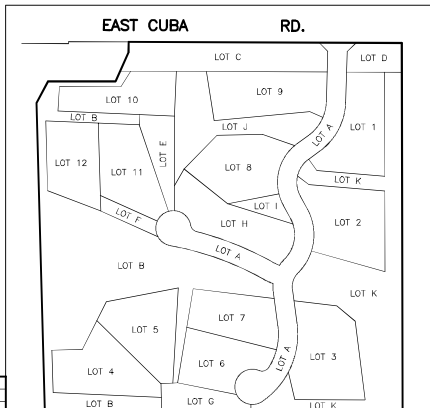 EAST CUBA RD.
LOT C
LOT D
LOT 10
LOT 9
LOT B
LOT J
LOT A
LOT 1
LOT E
LOT 12
LOT 11
LOT 8
LOT K
LOT I
LOT F
LOT H
LOT 2
LOT A
LOT B
LOT K
LOT 7
LOT 5
LOT 6
LOT A
LOT 3
LOT 4
LOT B
LOT G
LOT K